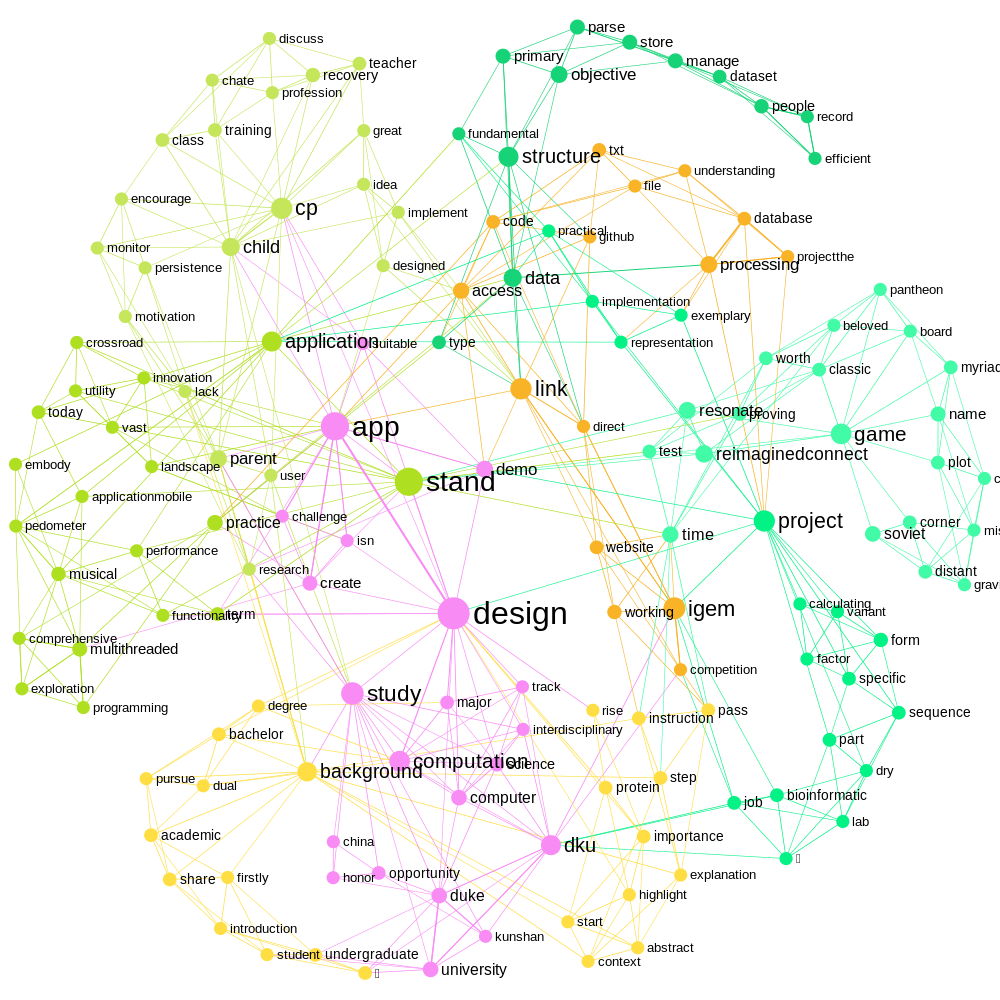 parse
discuss
store
primary
manage
teacher
recovery
objective
dataset
chate
profession
people
record
training
great
fundamental
class
structure
txt
efficient
understanding
idea
file
encourage
cp
implement
code
database
practical
github
child
monitor
designed
processing
projectthe
persistence
data
access
pantheon
implementation
motivation
exemplary
beloved
board
crossroad
application
suitable
type
representation
worth
classic
myriad
innovation
utility
lack
link
today
resonate
proving
name
vast
app
direct
game
parent
test
reimaginedconnect
embody
landscape
user
demo
plot
stand
applicationmobile
pedometer
practice
challenge
project
corner
time
soviet
isn
performance
website
musical
research
create
distant
functionality
term
design
working
igem
calculating
variant
comprehensive
multithreaded
form
factor
exploration
competition
specific
study
track
programming
degree
major
rise
instruction
pass
sequence
bachelor
interdisciplinary
part
computation
science
background
pursue
dual
step
dry
protein
computer
job
bioinformatic
lab
academic
china
importance
dku
share
firstly
honor
opportunity
explanation
duke
highlight
introduction
start
kunshan
student
undergraduate
abstract
context
university